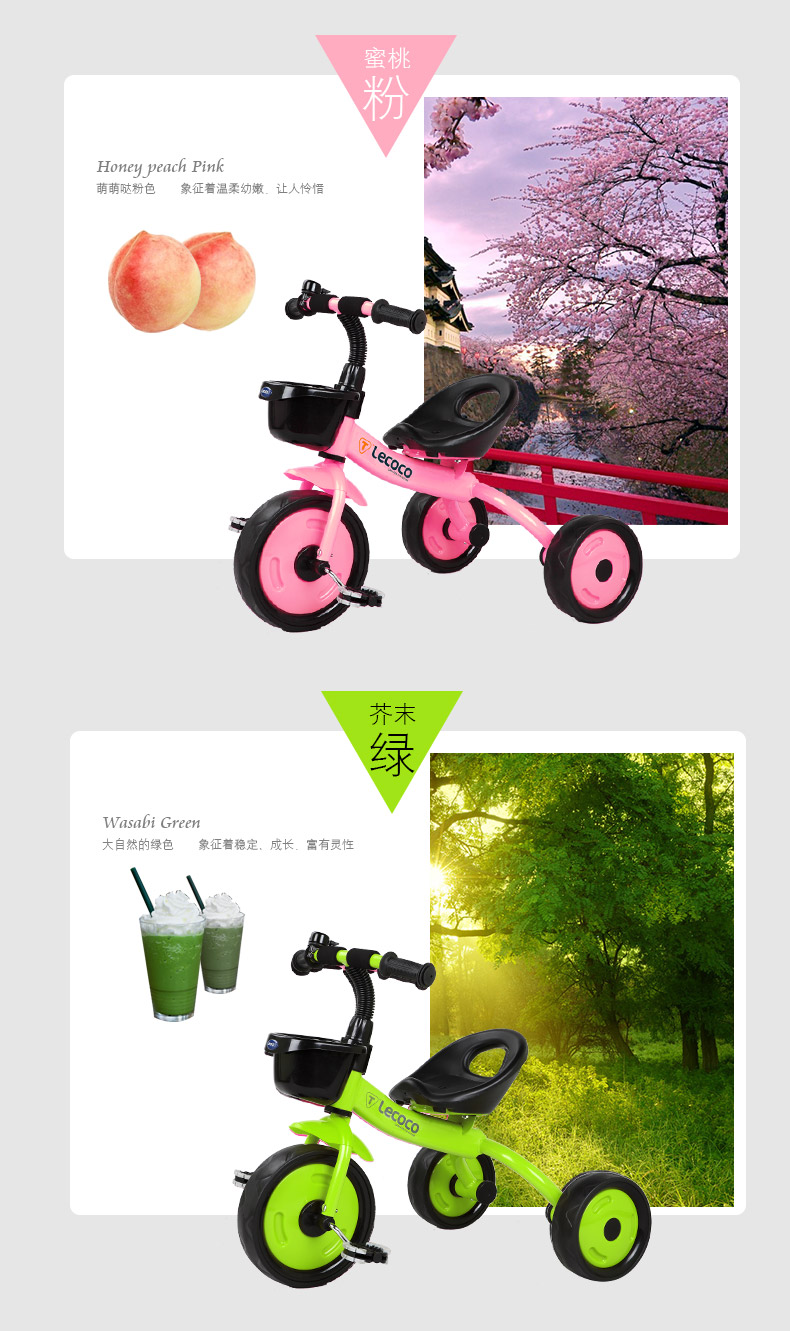 蜜桃
粉
Honey peach Pink
萌萌哒粉色 象征着温柔幼嫩、让人怜惜
Lecoco
芥末
绿
Wasabi Green
大自然的绿色 象征着稳定、成长、富有灵性
Lecoco